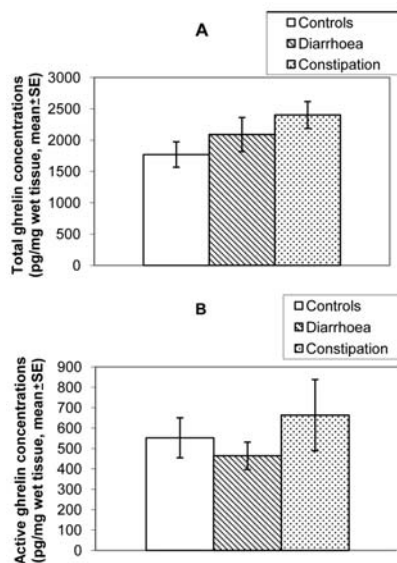 A
Controls
Diarrhoea
Constipation
Total ghrelin concentrations
(pg/mg wet tissue, mean±SE)
3000
2500
2000
1500
1000
500
0
B
Controls
Diarrhoea
Constipation
Active ghrelin concentrations
(pg/mg wet tissue, mean±SE)
900
800
700
600
500
400
300
200
100
0